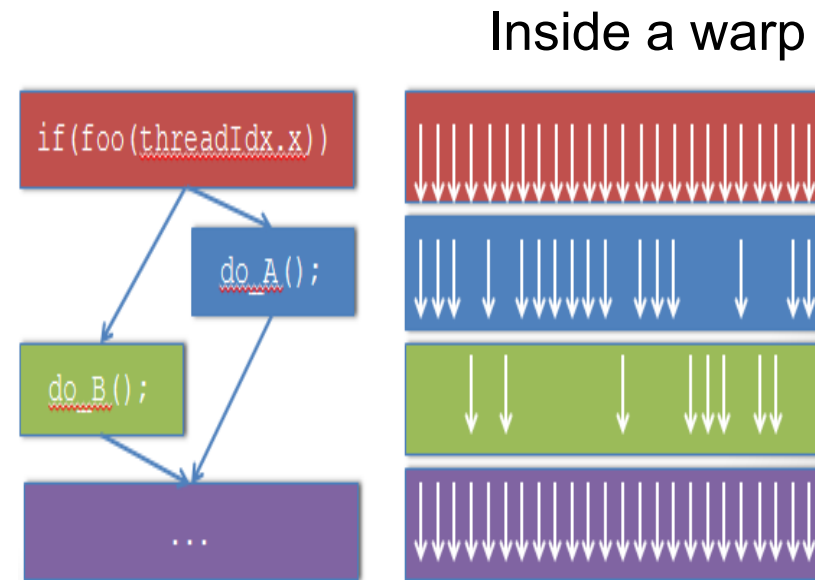 Inside a warp
if(foo(threadIdx.x))
do_A();
do_B();
...